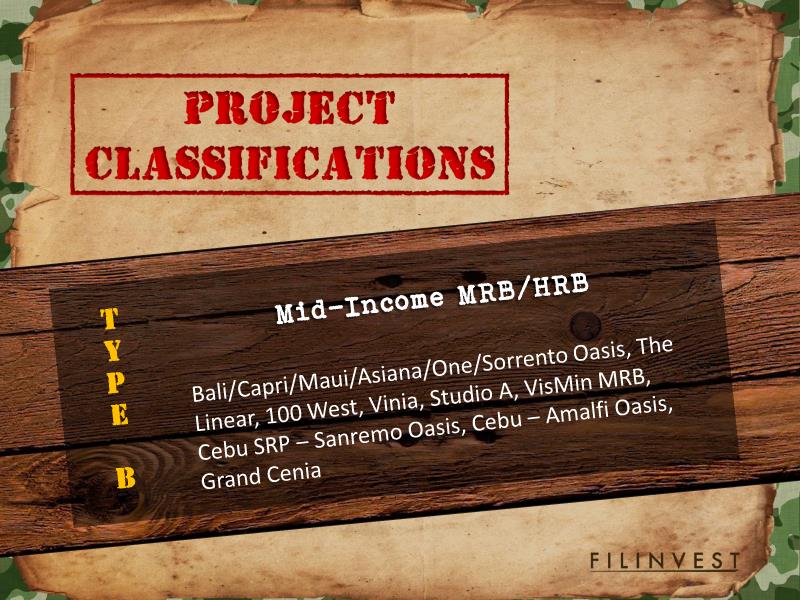 PROJECT
CLASSIFICATIONS
TYPE B
Mid-Income MRB/HRB
Bali/Capri/Maui/Asiana/One/Sorrento Oasis, The
Linear, 100 West, Vinia, Studio A, VisMin MRB,
Cebu SRP – Sanremo Oasis, Cebu – Amalfi Oasis,
Grand Cenia
FILINVEST